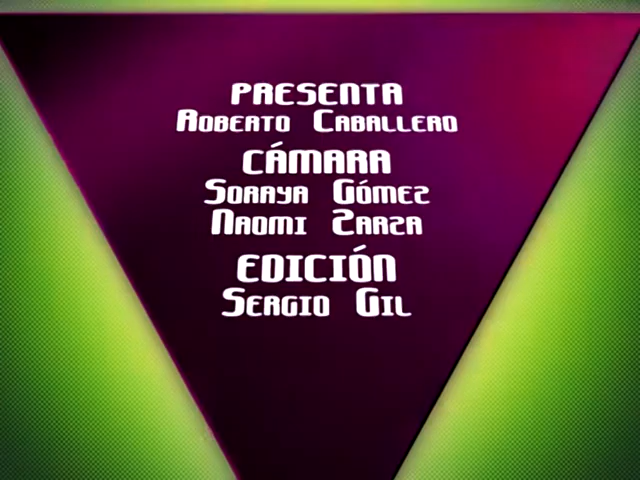 PRESENTA
ROBERTO CABALLERO
CÁMARA
SORAYA GÓMEZ
NAOMI ZARZA
EDICIÓN
SERGIO GIL